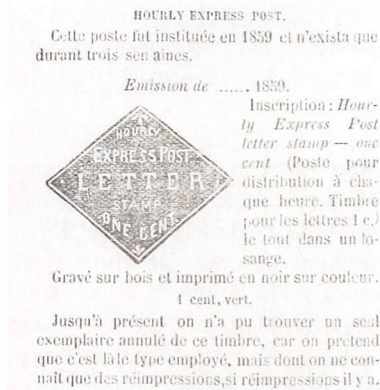 HOURLY EXPRESS POST.
Cette poste fut instituée en 1859 et n'exista que
durant trois semaines.
Emission de ...... 1859.
Inscription : Hour-
ly Express Post
letter stamp — one
cent (Poste pour
distribution à cha-
que heure. Timbre
pour les lettres 1 c.)
le tout dans un lo-
sange.
HOURLY
EXPRESS POST
LETTER
STAMP
ONE CENT
Gravé sur bois et imprimé en noir sur couleur.
1 cent, vert.
Jusqu'à présent on n'a pu trouver un seul
exemplaire annulé de ce timbre, car on prétend
que c'est là le type employé, mais dont on ne con-
naît que des réimpressions, si réimpressions il y a.